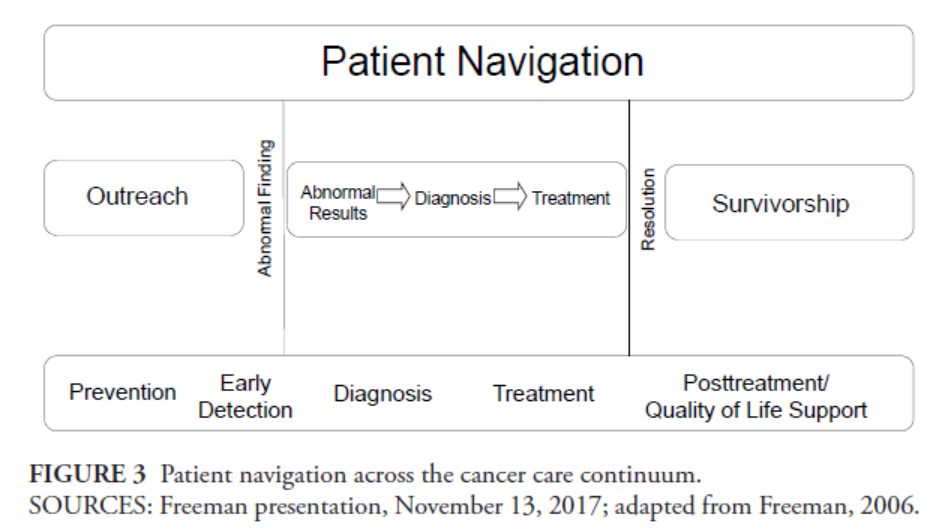 Patient Navigation
Outreach
Abnormal Finding
Abnormal
Results
Diagnosis
Treatment
Resolution
Survivorship
Prevention
Early
Detection
Diagnosis
Treatment
Posttreatment/
Quality of Life Support
FIGURE 3 Patient navigation across the cancer care continuum.
SOURCES: Freeman presentation, November 13, 2017; adapted from Freeman, 2006.